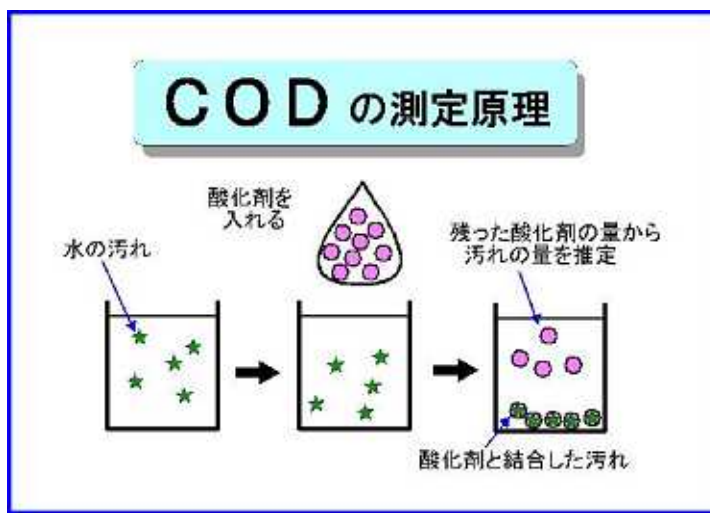 CODの測定原理
酸化剤を
入れる
水の汚れ
残った酸化剤の量から
汚れの量を推定
酸化剤と結合した汚れ